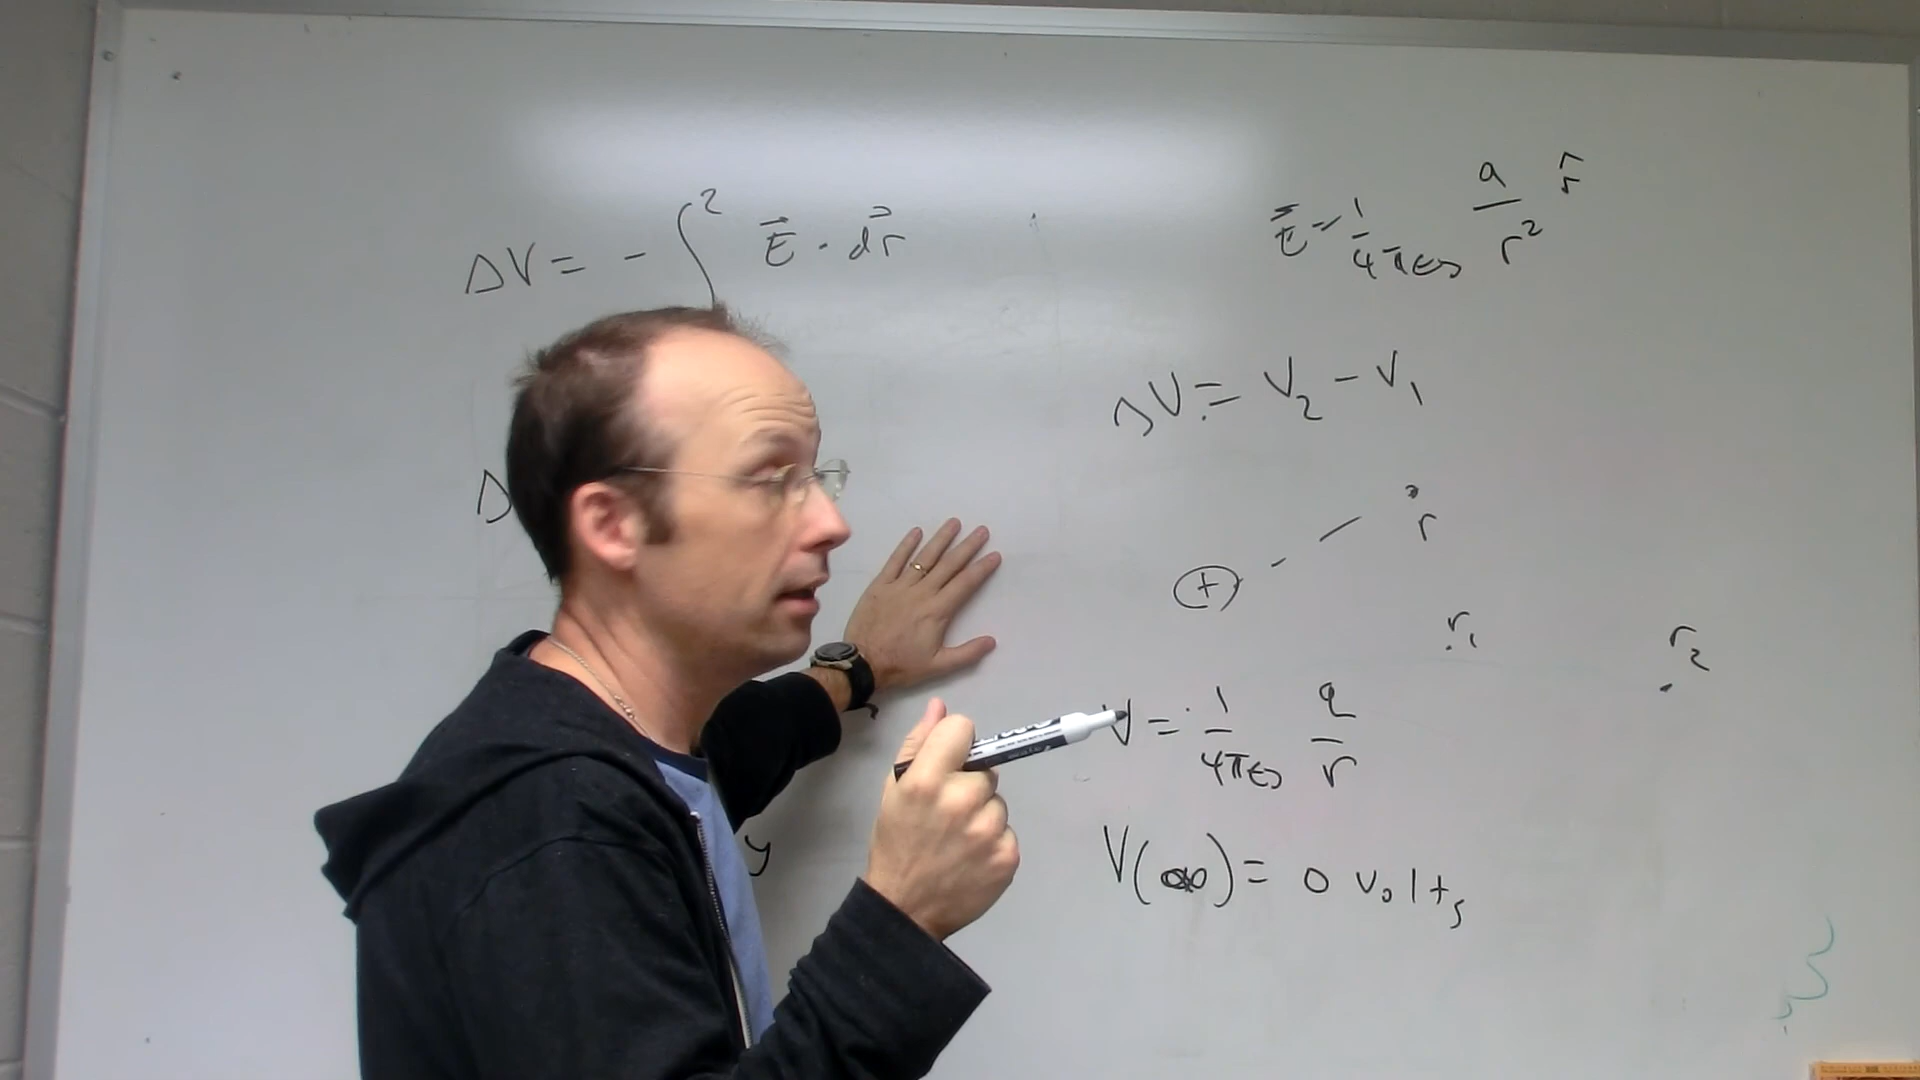 ΔV = - ∫² E⃗ · dr⃗
E⃗ = 1/4πε₀ q/r² r̂
ΔV = V₂ - V₁
Δ
+ r⃗
r₁ r₂
V = 1/4πε₀ q/r
y
V(∞) = 0 volts